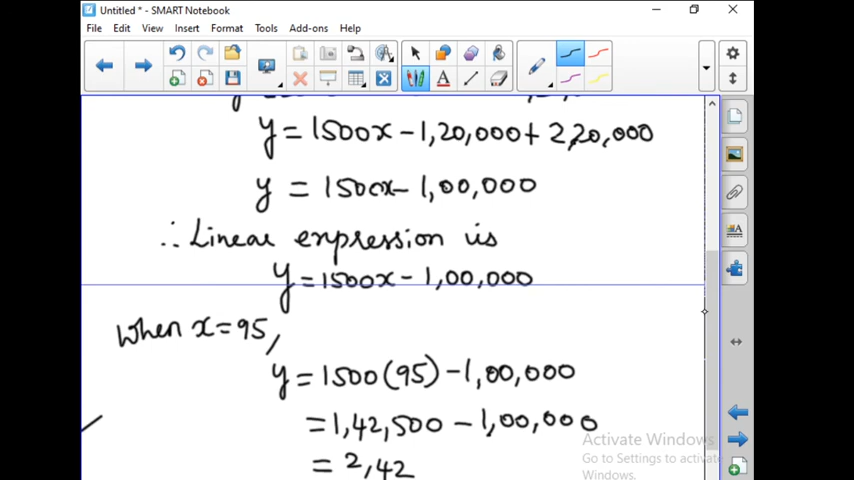 Untitled * - SMART Notebook
File Edit View Insert Format Tools Add-ons Help
y = 1500x - 1,20,000 + 2,20,000
y = 1500x - 1,00,000
∴ Linear expression is
y = 1500x - 1,00,000
When x = 95,
y = 1500(95) - 1,00,000
= 1,42,500 - 1,00,000
= 2,42
Activate Windows
Go to Settings to activate
Windows.